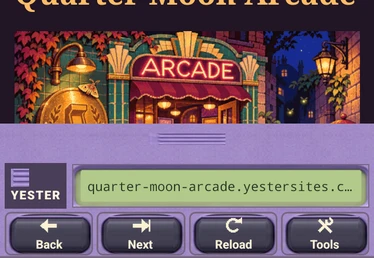 Quarter Moon Arcade
ARCADE
YESTER
quarter-moon-arcade.yestersites.c…
Back
Next
Reload
Tools